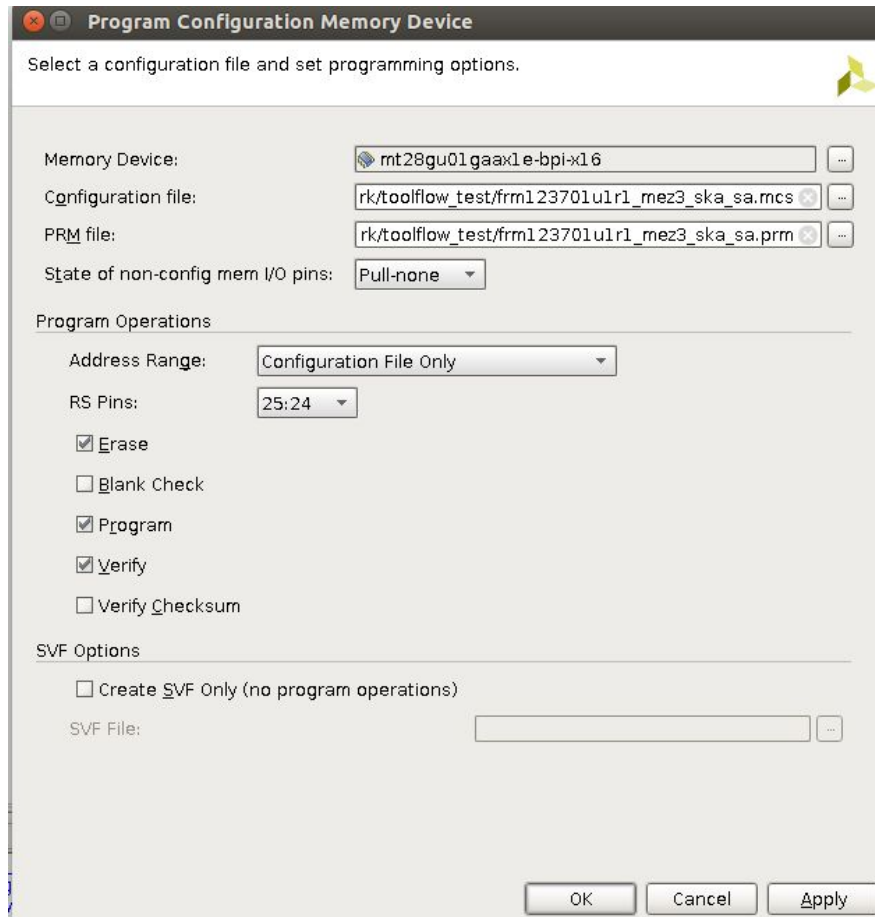 Program Configuration Memory Device
Select a configuration file and set programming options.
Memory Device: mt28gu01gaax1e-bpi-x16 ...
Configuration file: rk/toolflow_test/frm123701u1r1_mez3_ska_sa.mcs ...
PRM file: rk/toolflow_test/frm123701u1r1_mez3_ska_sa.prm ...
State of non-config mem I/O pins: Pull-none
Program Operations
Address Range: Configuration File Only
RS Pins: 25:24
Erase
Blank Check
Program
Verify
Verify Checksum
SVF Options
Create SVF Only (no program operations)
SVF File: ...
OK Cancel Apply